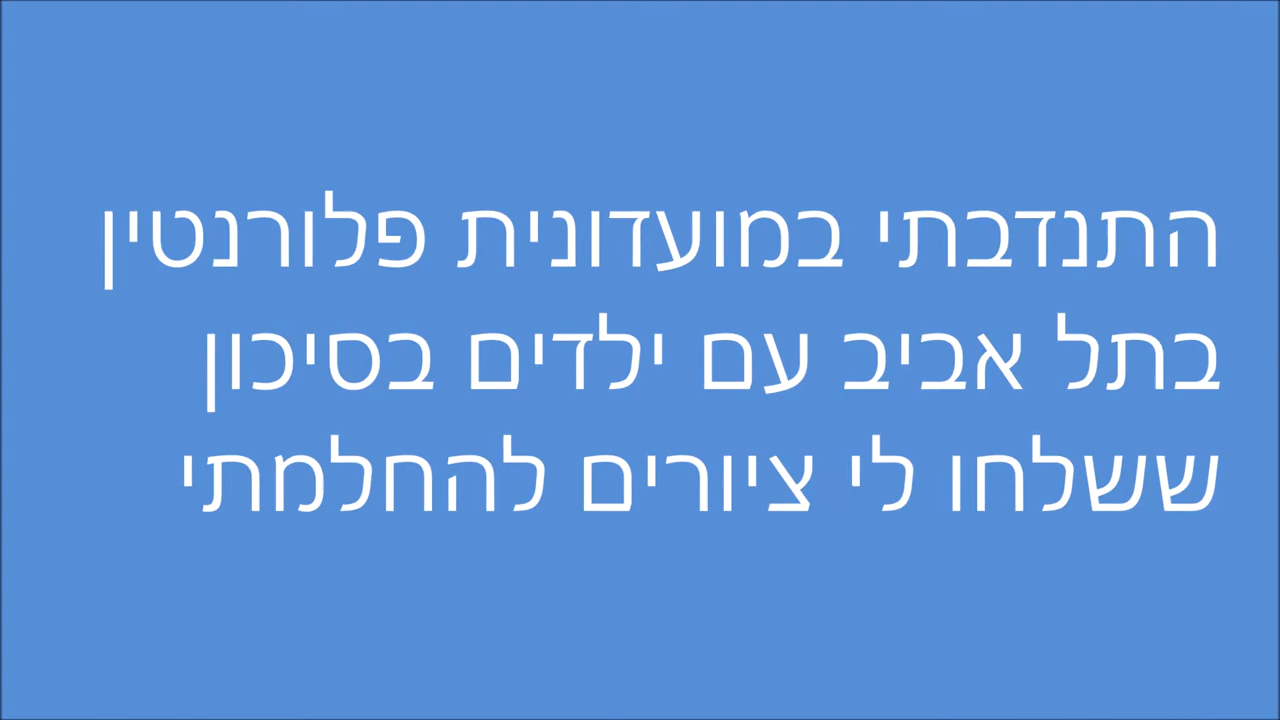 התנדבתי במועדונית פלורנטין
בתל אביב עם ילדים בסיכון
ששלחו לי ציורים להחלמתי